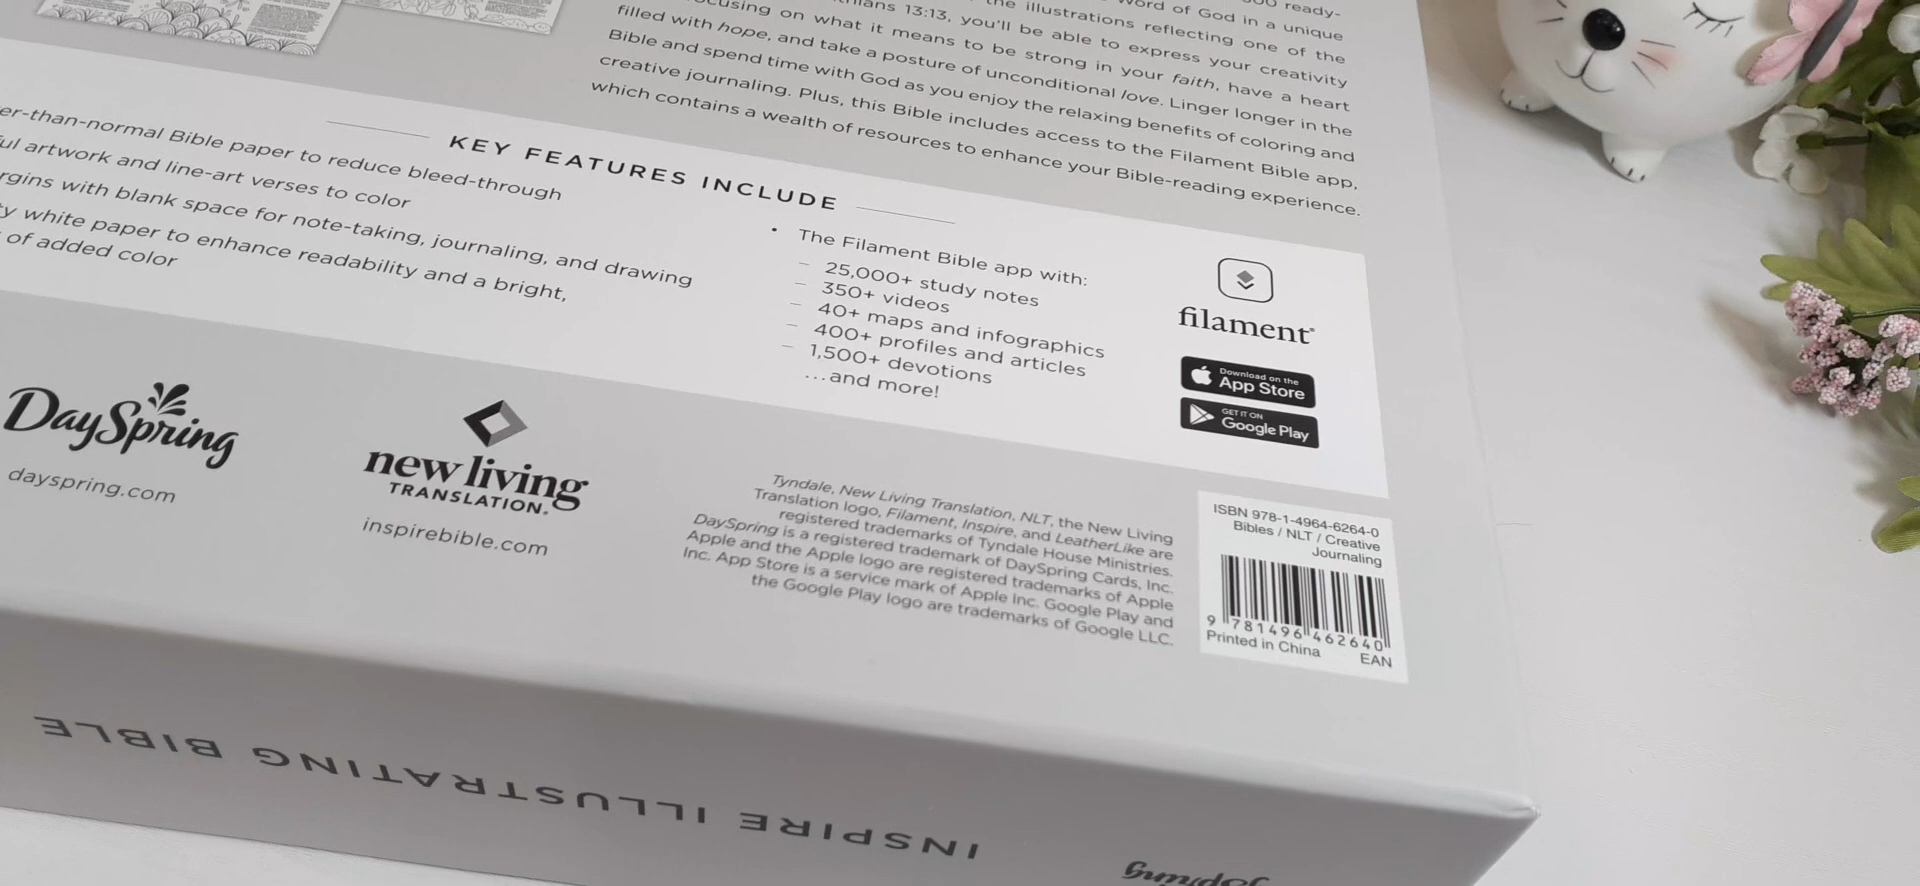 Word of God in a unique
the illustrations reflecting one of the
13:13, you'll be able to express your creativity
on what it means to be strong in your faith, have a heart
filled with hope, and take a posture of unconditional love. Linger longer in the
Bible and spend time with God as you enjoy the relaxing benefits of coloring and
creative journaling. Plus, this Bible includes access to the Filament Bible app,
which contains a wealth of resources to enhance your Bible-reading experience.
KEY FEATURES INCLUDE
er-than-normal Bible paper to reduce bleed-through
ul artwork and line-art verses to color
rgins with blank space for note-taking, journaling, and drawing
ty white paper to enhance readability and a bright,
of added color
• The Filament Bible app with:
– 25,000+ study notes
– 350+ videos
– 40+ maps and infographics
– 400+ profiles and articles
– 1,500+ devotions
...and more!
filament
Download on the
App Store
GET IT ON
Google Play
DaySpring
dayspring.com
new living
TRANSLATION®
inspirebible.com
Tyndale, New Living Translation, NLT, the New Living
Translation logo, Filament, Inspire, and LeatherLike are
registered trademarks of Tyndale House Ministries.
DaySpring is a registered trademark of DaySpring Cards, Inc.
Apple and the Apple logo are registered trademarks of Apple
Inc. App Store is a service mark of Apple Inc. Google Play and
the Google Play logo are trademarks of Google LLC.
ISBN 978-1-4964-6264-0
Bibles / NLT / Creative
Journaling
9 781496 462640
Printed in China
EAN
INSPIRE ILLUSTRATING BIBLE